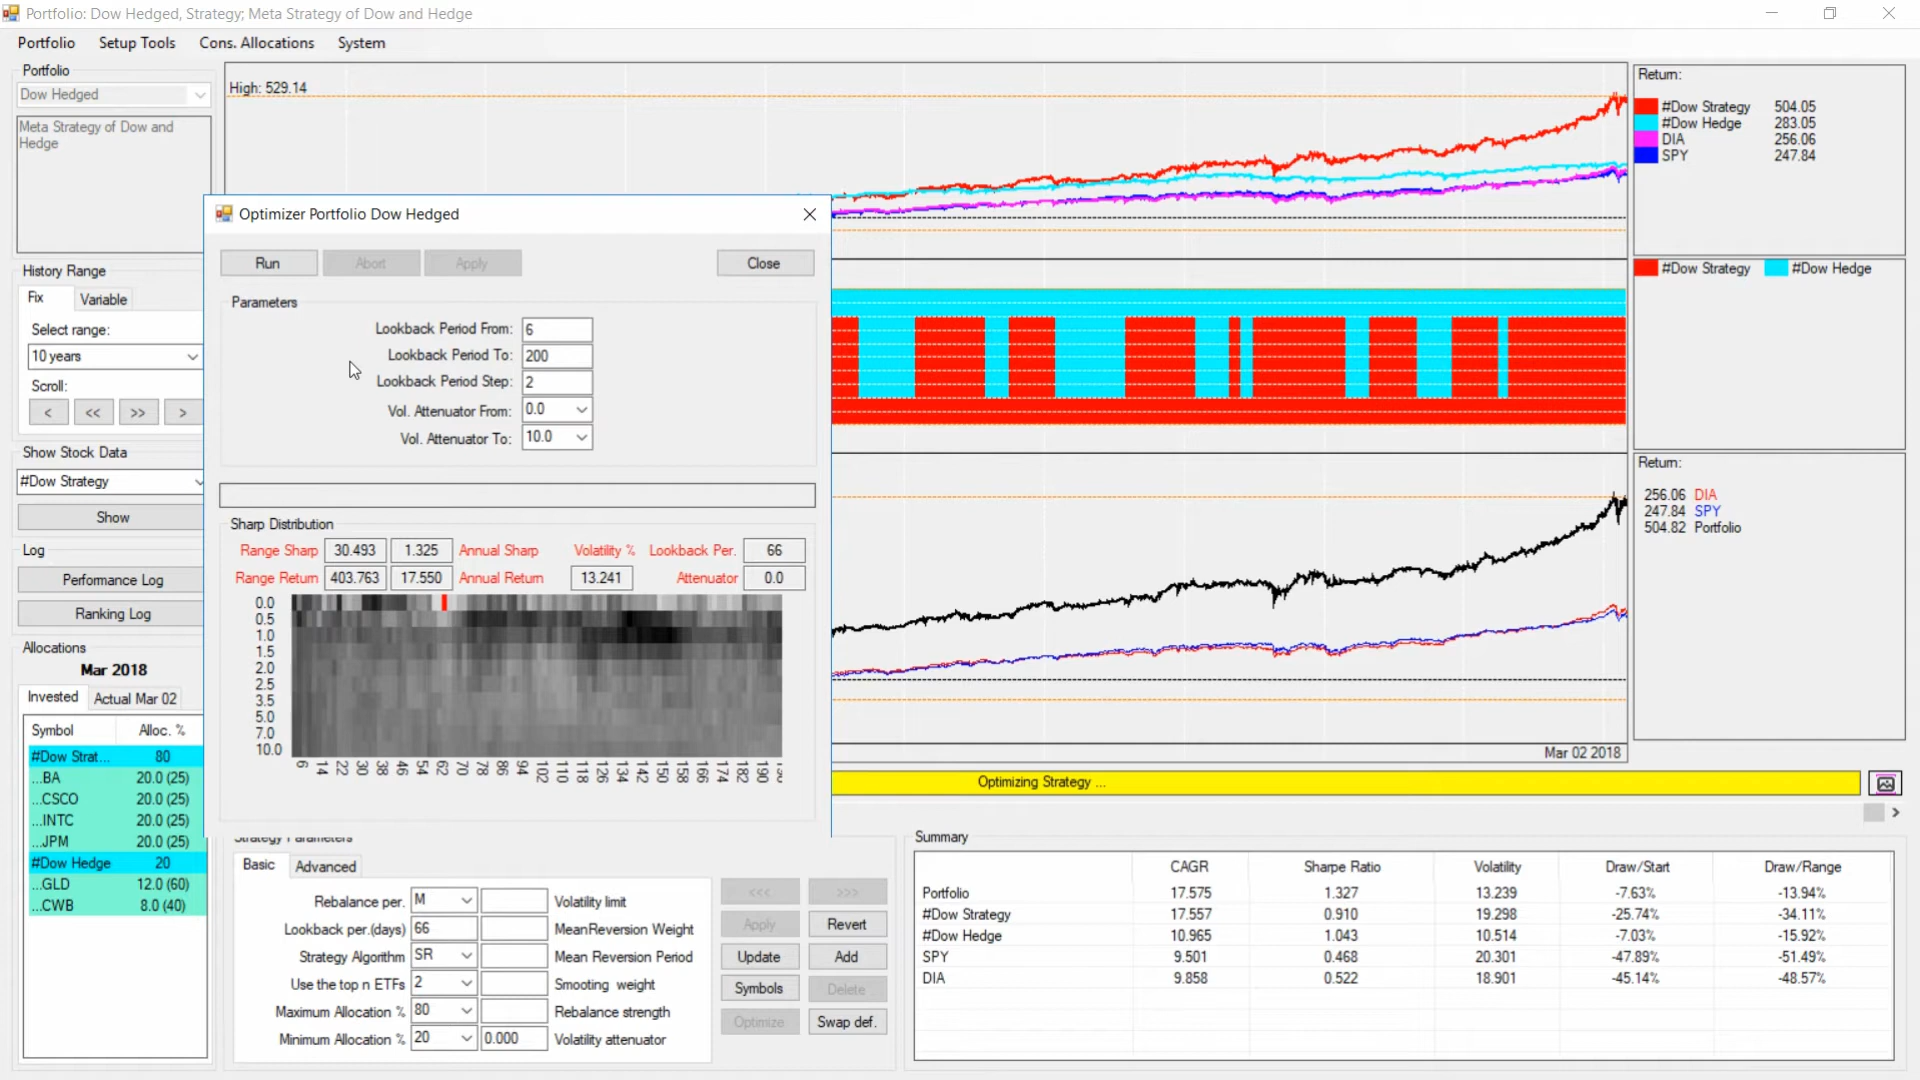 Portfolio: Dow Hedged, Strategy; Meta Strategy of Dow and Hedge
Portfolio Setup Tools Cons. Allocations System
Portfolio
Dow Hedged
Meta Strategy of Dow and
Hedge
History Range
Fix Variable
Select range:
10 years
Scroll:
< << >> >
Show Stock Data
#Dow Strategy
Show
Log
Performance Log
Ranking Log
Allocations
Mar 2018
Invested Actual Mar 02
Symbol Alloc. %
#Dow Strat... 80
...BA 20.0 (25)
...CSCO 20.0 (25)
...INTC 20.0 (25)
...JPM 20.0 (25)
#Dow Hedge 20
...GLD 12.0 (60)
...CWB 8.0 (40)
High: 529.14
Optimizer Portfolio Dow Hedged
Run Abort Apply Close
Parameters
Lookback Period From: 6
Lookback Period To: 200
Lookback Period Step: 2
Vol. Attenuator From: 0.0
Vol. Attenuator To: 10.0
Sharp Distribution
Range Sharp 30.493 1.325 Annual Sharp Volatility % Lookback Per. 66
Range Return 403.763 17.550 Annual Return 13.241 Attenuator 0.0
0.0
0.5
1.0
1.5
2.0
2.5
3.5
5.0
7.0
10.0
6 14 22 30 38 46 54 62 70 78 86 94 102 110 118 126 134 142 150 158 166 174 182 190
Return:
#Dow Strategy 504.05
#Dow Hedge 283.05
DIA 256.06
SPY 247.84
#Dow Strategy #Dow Hedge
Return:
256.06 DIA
247.84 SPY
504.82 Portfolio
Mar 02 2018
Optimizing Strategy ...
>
Strategy Parameters
Basic Advanced
Rebalance per. M Volatility limit
Lookback per.(days) 66 MeanReversion Weight
Strategy Algorithm SR Mean Reversion Period
Use the top n ETFs 2 Smooting weight
Maximum Allocation % 80 Rebalance strength
Minimum Allocation % 20 0.000 Volatility attenuator
<<< >>>
Apply Revert
Update Add
Symbols Delete
Optimize Swap def.
Summary
CAGR Sharpe Ratio Volatility Draw/Start Draw/Range
Portfolio 17.575 1.327 13.239 -7.63% -13.94%
#Dow Strategy 17.557 0.910 19.298 -25.74% -34.11%
#Dow Hedge 10.965 1.043 10.514 -7.03% -15.92%
SPY 9.501 0.468 20.301 -47.89% -51.49%
DIA 9.858 0.522 18.901 -45.14% -48.57%